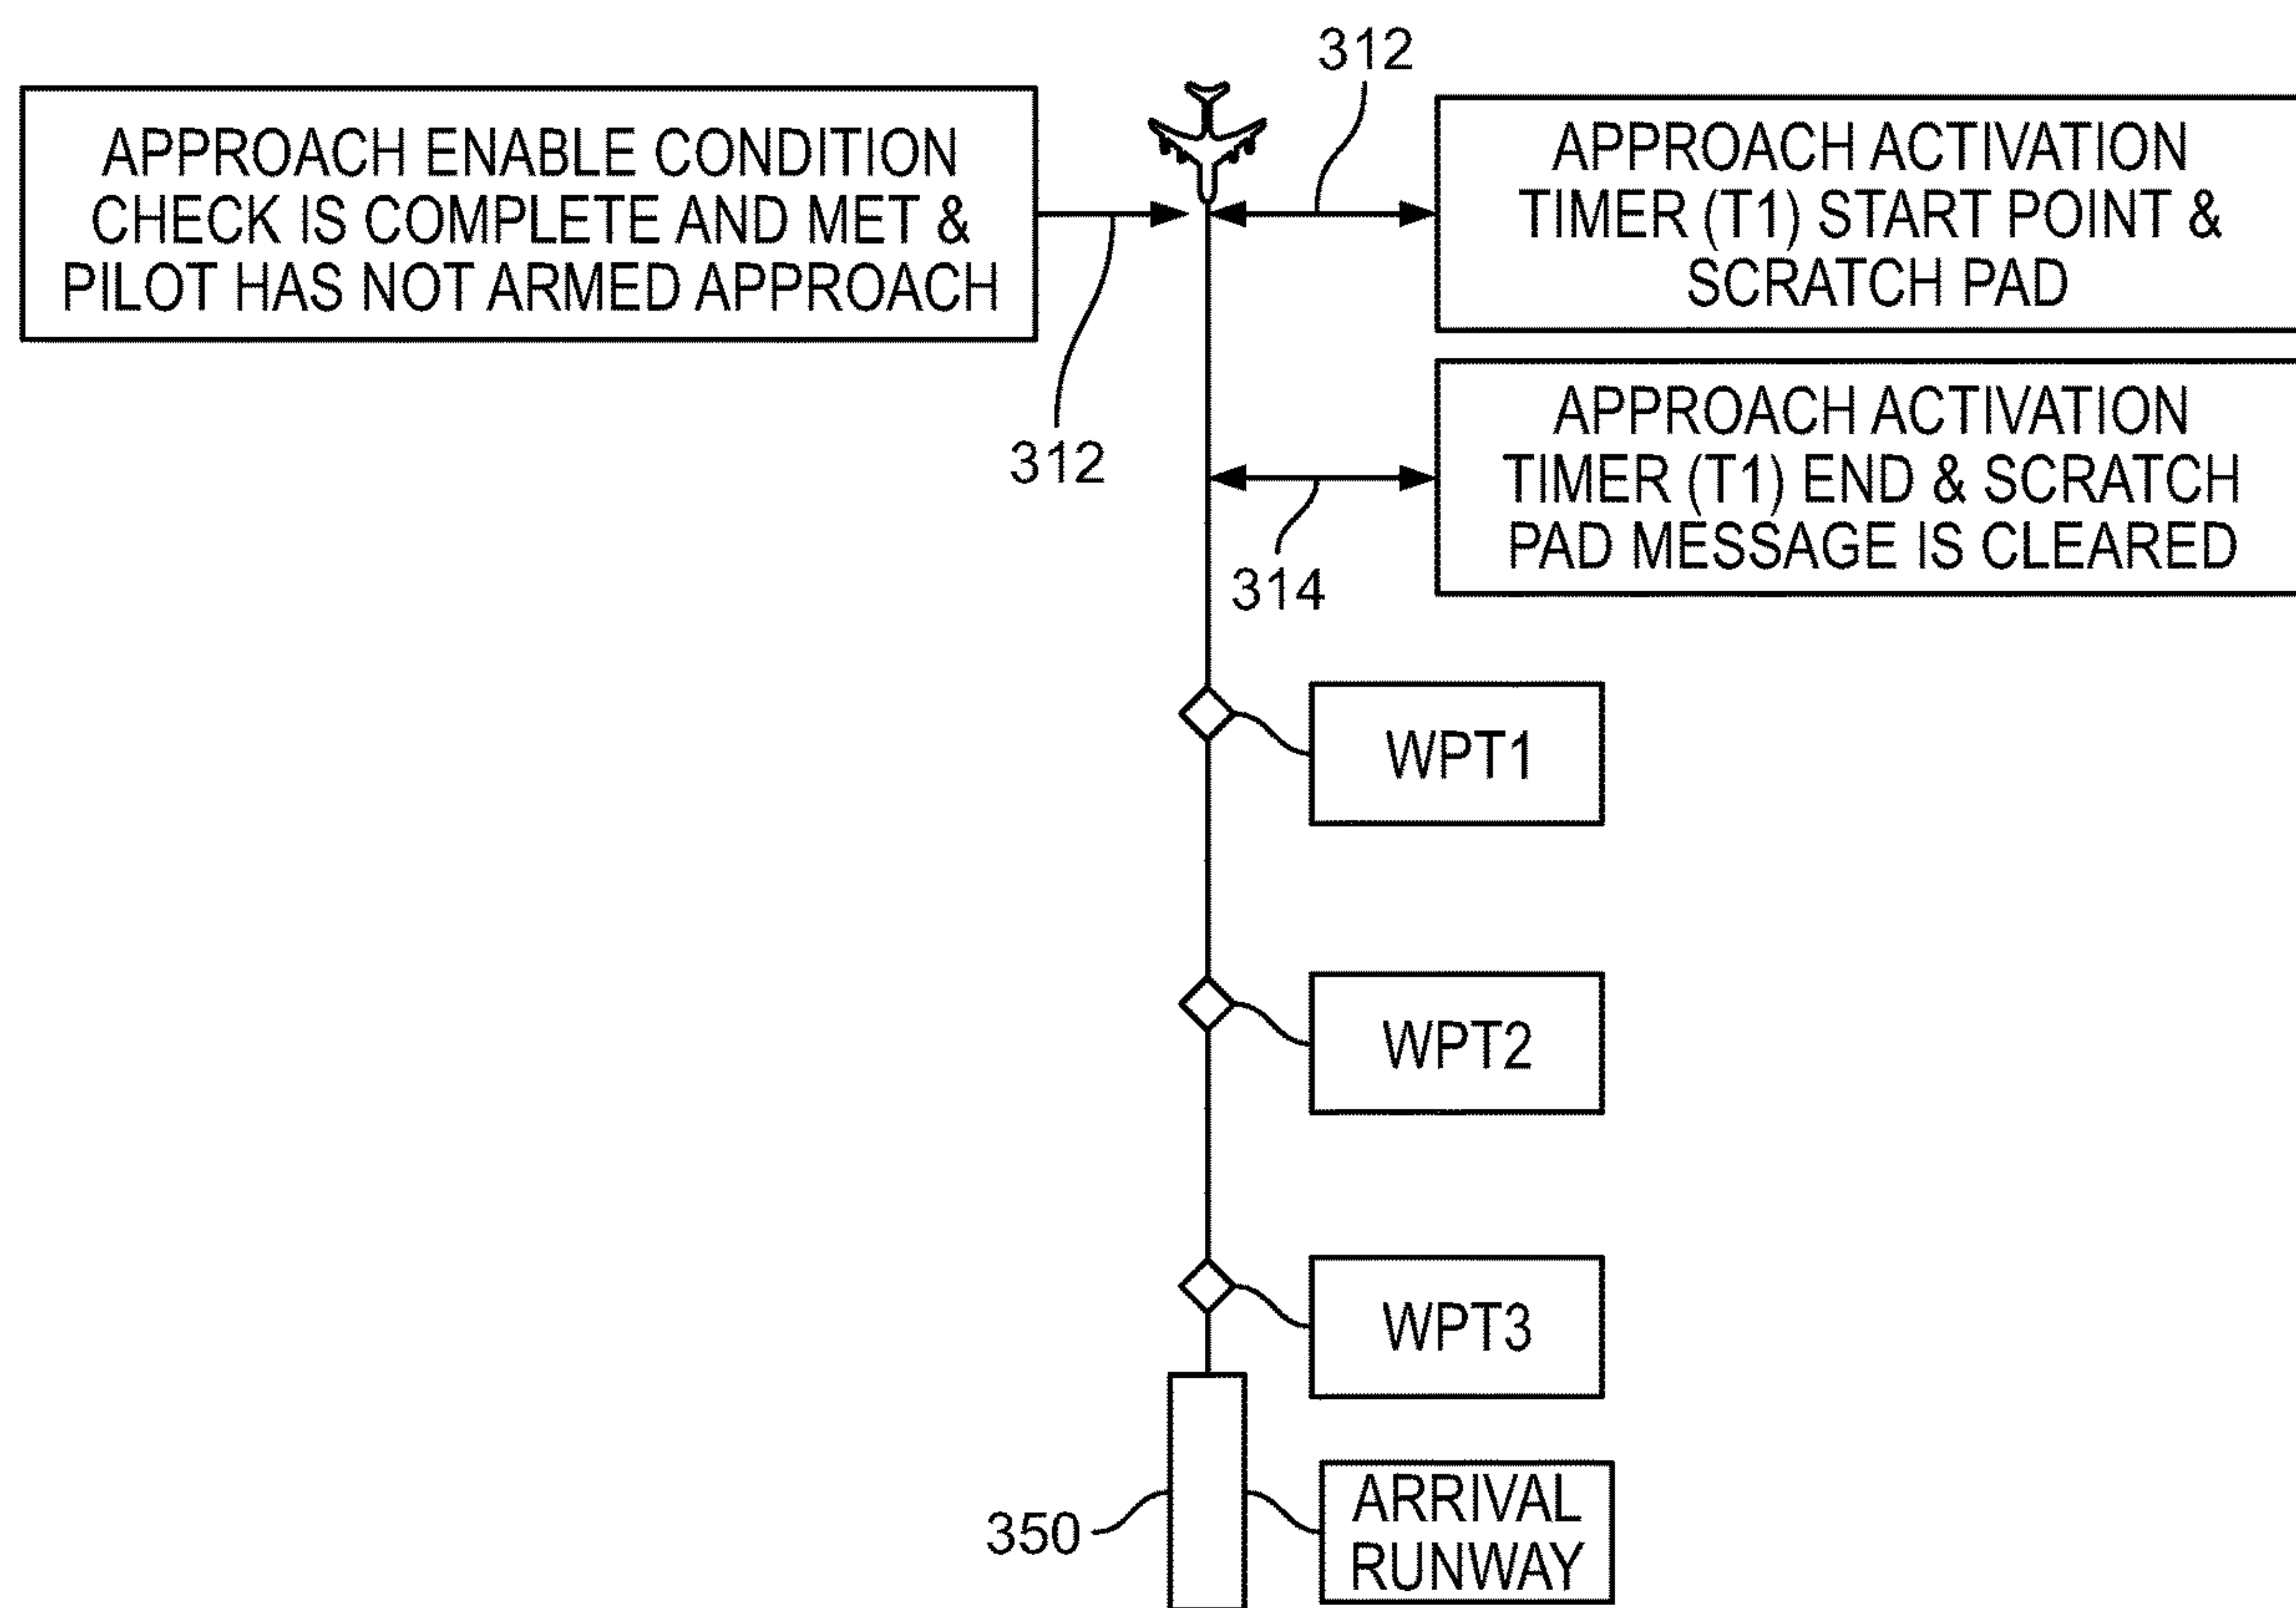 312
APPROACH ENABLE CONDITION
CHECK IS COMPLETE AND MET &
PILOT HAS NOT ARMED APPROACH
APPROACH ACTIVATION
TIMER (T1) START POINT &
SCRATCH PAD
312
APPROACH ACTIVATION
TIMER (T1) END & SCRATCH
PAD MESSAGE IS CLEARED
314
WPT1
WPT2
WPT3
350
ARRIVAL
RUNWAY